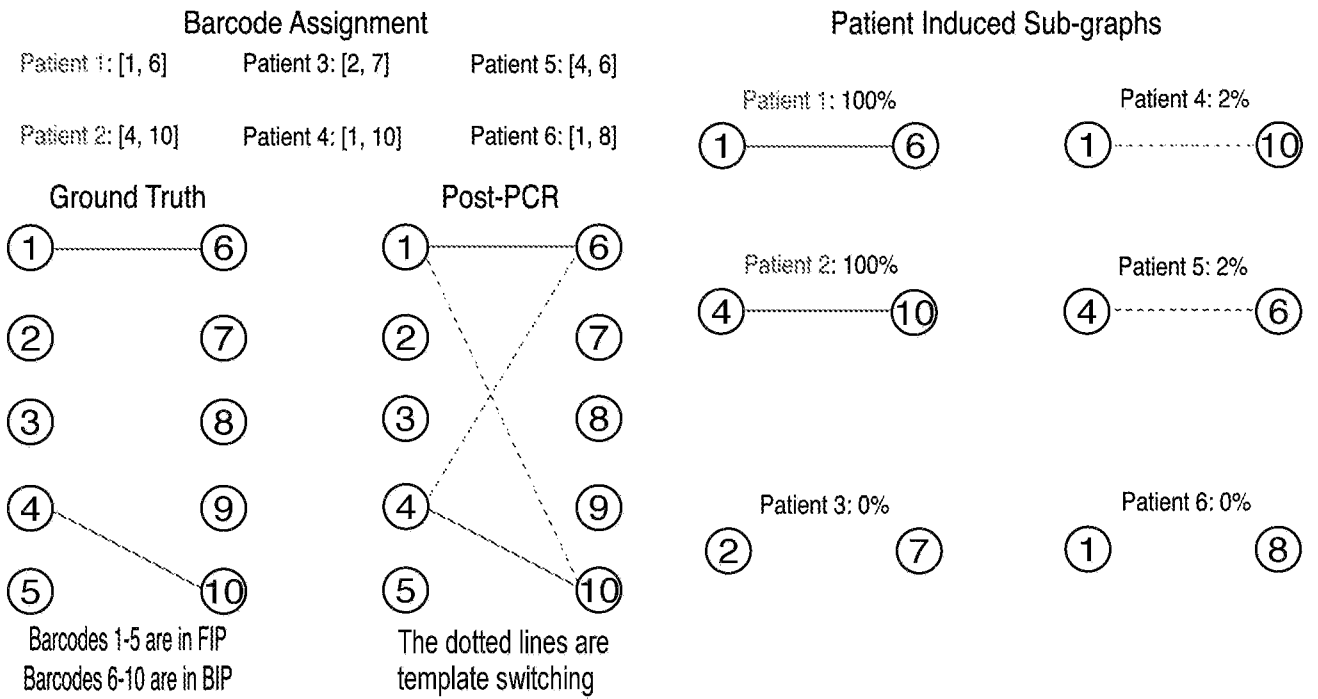 Barcode Assignment
Patient 1: [1, 6] Patient 3: [2, 7] Patient 5: [4, 6]
Patient 2: [4, 10] Patient 4: [1, 10] Patient 6: [1, 8]
Ground Truth
1 6
2 7
3 8
4 9
5 10
Barcodes 1-5 are in FIP
Barcodes 6-10 are in BIP
Post-PCR
1 6
2 7
3 8
4 9
5 10
The dotted lines are
template switching
Patient Induced Sub-graphs
Patient 1: 100%
1 6
Patient 4: 2%
1 10
Patient 2: 100%
4 10
Patient 5: 2%
4 6
Patient 3: 0%
2 7
Patient 6: 0%
1 8